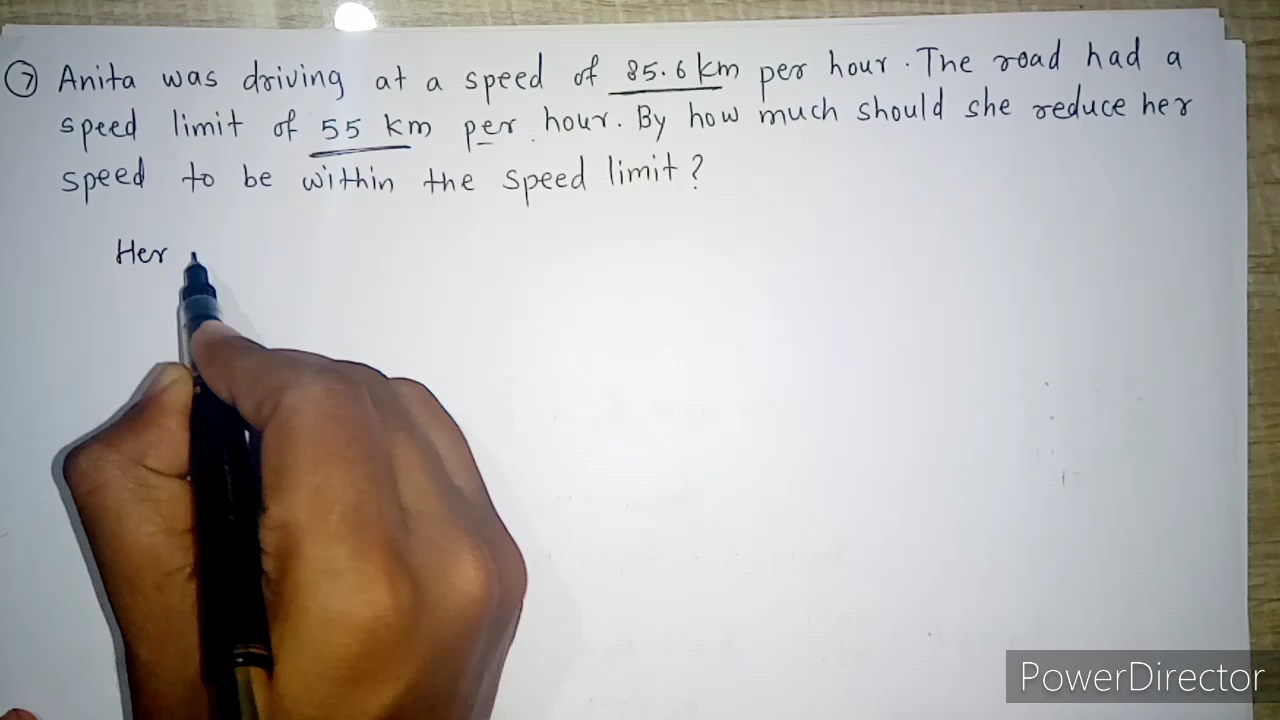 ⑦ Anita was driving at a speed of 85.6 km per hour. The road had a
speed limit of 55 km per hour. By how much should she reduce her
speed to be within the speed limit?
Her
PowerDirector